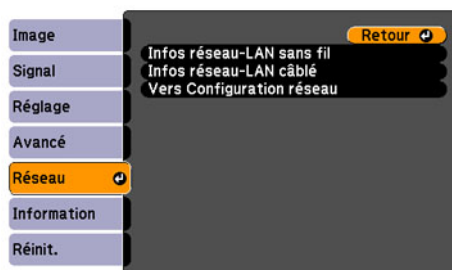 Image
Signal
Réglage
Avancé
Réseau
Information
Réinit.
Retour
Infos réseau-LAN sans fil
Infos réseau-LAN câblé
Vers Configuration réseau